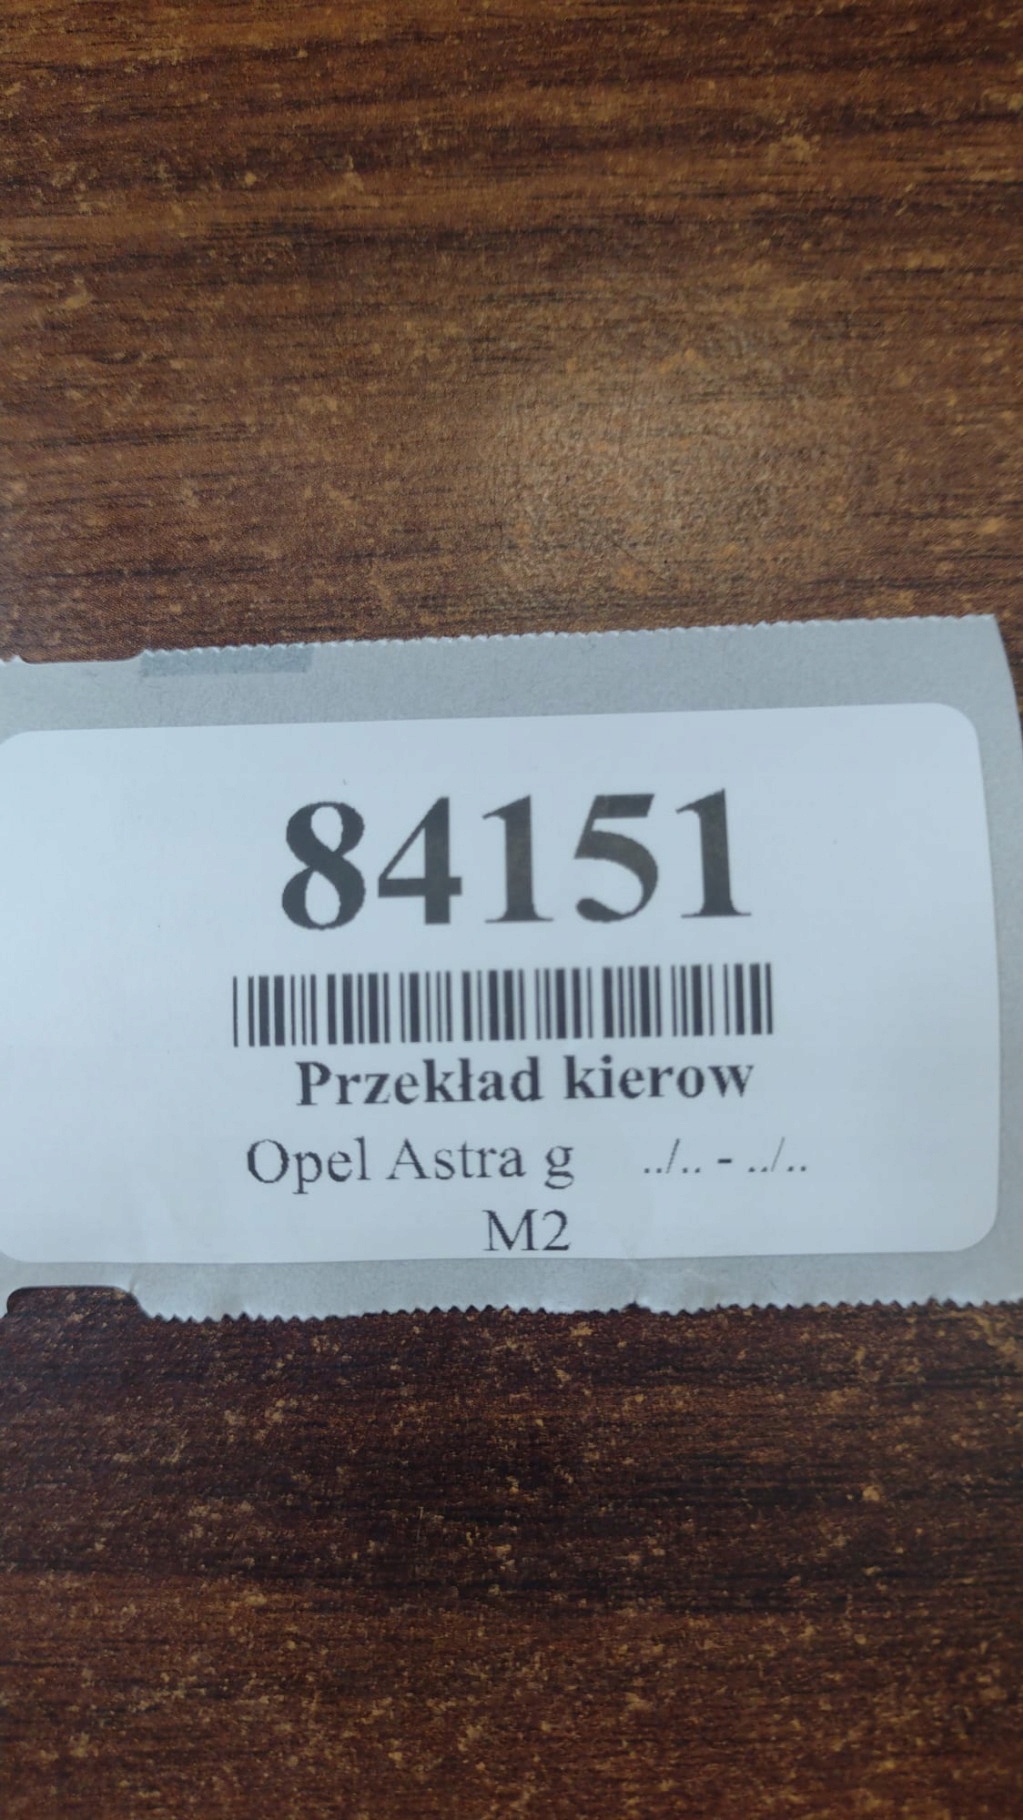 84151
Przekład kierow
Opel Astra g ../.. - ../..
M2